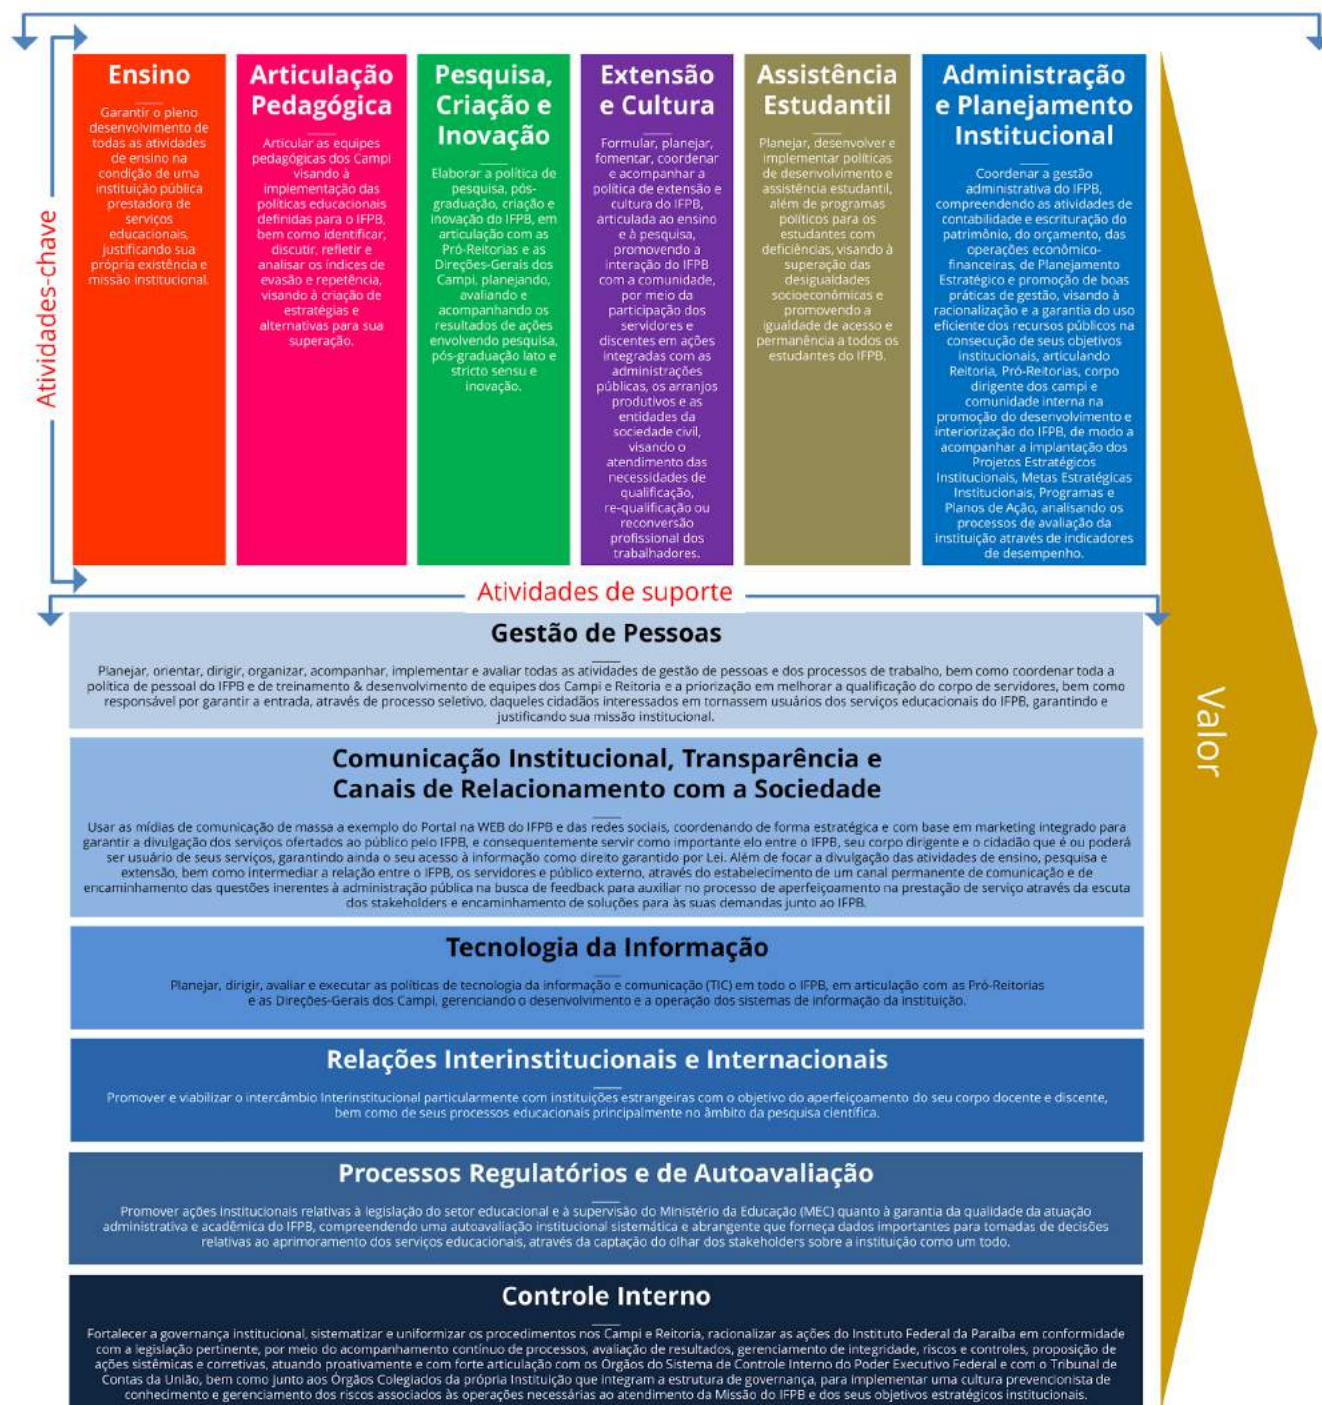 Atividades-chave
Ensino
Garantir o pleno
desenvolvimento de
todas as atividades
de ensino na
condição de uma
instituição pública
prestadora de
serviços
educacionais,
justificando sua
própria existência e
missão institucional.
Articulação
Pedagógica
Articular as equipes
pedagógicas dos Campi
visando à
implementação das
políticas educacionais
definidas para o IFPB,
bem como identificar,
discutir, refletir e
analisar os índices de
evasão e repetência,
visando à criação de
estratégias e
alternativas para sua
superação.
Pesquisa,
Criação e
Inovação
Elaborar a política de
pesquisa, pós-
graduação, criação e
inovação do IFPB, em
articulação com as
Pró-Reitorias e as
Direções-Gerais dos
Campi, planejando,
avaliando e
acompanhando os
resultados de ações
envolvendo pesquisa,
pós-graduação lato e
stricto sensu e
inovação.
Extensão
e Cultura
Formular, planejar,
fomentar, coordenar
e acompanhar a
política de extensão e
cultura do IFPB,
articulada ao ensino
e à pesquisa,
promovendo a
interação do IFPB
com a comunidade,
por meio da
participação dos
servidores e
discentes em ações
integradas com as
administrações
públicas, os arranjos
produtivos e as
entidades da
sociedade civil,
visando o
atendimento das
necessidades de
qualificação,
re-qualificação ou
reconversão
profissional dos
trabalhadores.
Assistência
Estudantil
Planejar, desenvolver e
implementar políticas
de desenvolvimento e
assistência estudantil,
além de programas
políticos para os
estudantes com
deficiências, visando à
superação das
desigualdades
socioeconômicas e
promovendo a
igualdade de acesso e
permanência a todos os
estudantes do IFPB.
Administração
e Planejamento
Institucional
Coordenar a gestão
administrativa do IFPB,
compreendendo as atividades de
contabilidade e escrituração do
patrimônio, do orçamento, das
operações econômico-
financeiras, de Planejamento
Estratégico e promoção de boas
práticas de gestão, visando à
racionalização e a garantia do uso
eficiente dos recursos públicos na
consecução de seus objetivos
institucionais, articulando
Reitoria, Pró-Reitorias, corpo
dirigente dos campi e
comunidade interna na
promoção do desenvolvimento e
interiorização do IFPB, de modo a
acompanhar a implantação dos
Projetos Estratégicos
Institucionais, Metas Estratégicas
Institucionais, Programas e
Planos de Ação, analisando os
processos de avaliação da
instituição através de indicadores
de desempenho.
Atividades de suporte
Gestão de Pessoas
Planejar, orientar, dirigir, organizar, acompanhar, implementar e avaliar todas as atividades de gestão de pessoas e dos processos de trabalho, bem como coordenar toda a
política de pessoal do IFPB e de treinamento & desenvolvimento de equipes dos Campi e Reitoria e a priorização em melhorar a qualificação do corpo de servidores, bem como
responsável por garantir a entrada, através de processo seletivo, daqueles cidadãos interessados em tornassem usuários dos serviços educacionais do IFPB, garantindo e
justificando sua missão institucional.
Comunicação Institucional, Transparência e
Canais de Relacionamento com a Sociedade
Usar as mídias de comunicação de massa a exemplo do Portal na WEB do IFPB e das redes sociais, coordenando de forma estratégica e com base em marketing integrado para
garantir a divulgação dos serviços ofertados ao público pelo IFPB, e consequentemente servir como importante elo entre o IFPB, seu corpo dirigente e o cidadão que é ou poderá
ser usuário de seus serviços, garantindo ainda o seu acesso à informação como direito garantido por Lei. Além de focar a divulgação das atividades de ensino, pesquisa e
extensão, bem como intermediar a relação entre o IFPB, os servidores e público externo, através do estabelecimento de um canal permanente de comunicação e de
encaminhamento das questões inerentes à administração pública na busca de feedback para auxiliar no processo de aperfeiçoamento na prestação de serviço através da escuta
dos stakeholders e encaminhamento de soluções para às suas demandas junto ao IFPB.
Tecnologia da Informação
Planejar, dirigir, avaliar e executar as políticas de tecnologia da informação e comunicação (TIC) em todo o IFPB, em articulação com as Pró-Reitorias
e as Direções-Gerais dos Campi, gerenciando o desenvolvimento e a operação dos sistemas de informação da instituição.
Relações Interinstitucionais e Internacionais
Promover e viabilizar o intercâmbio Interinstitucional particularmente com instituições estrangeiras com o objetivo do aperfeiçoamento do seu corpo docente e discente,
bem como de seus processos educacionais principalmente no âmbito da pesquisa científica.
Processos Regulatórios e de Autoavaliação
Promover ações institucionais relativas à legislação do setor educacional e à supervisão do Ministério da Educação (MEC) quanto à garantia da qualidade da atuação
administrativa e acadêmica do IFPB, compreendendo uma autoavaliação institucional sistemática e abrangente que forneça dados importantes para tomadas de decisões
relativas ao aprimoramento dos serviços educacionais, através da captação do olhar dos stakeholders sobre a instituição como um todo.
Controle Interno
Fortalecer a governança institucional, sistematizar e uniformizar os procedimentos nos Campi e Reitoria, racionalizar as ações do Instituto Federal da Paraíba em conformidade
com a legislação pertinente, por meio do acompanhamento contínuo de processos, avaliação de resultados, gerenciamento de integridade, riscos e controles, proposição de
ações sistêmicas e corretivas, atuando proativamente e com forte articulação com os Órgãos do Sistema de Controle Interno do Poder Executivo Federal e com o Tribunal de
Contas da União, bem como junto aos Órgãos Colegiados da própria Instituição que integram a estrutura de governança, para implementar uma cultura prevencionista de
conhecimento e gerenciamento dos riscos associados às operações necessárias ao atendimento da Missão do IFPB e dos seus objetivos estratégicos institucionais.
Valor